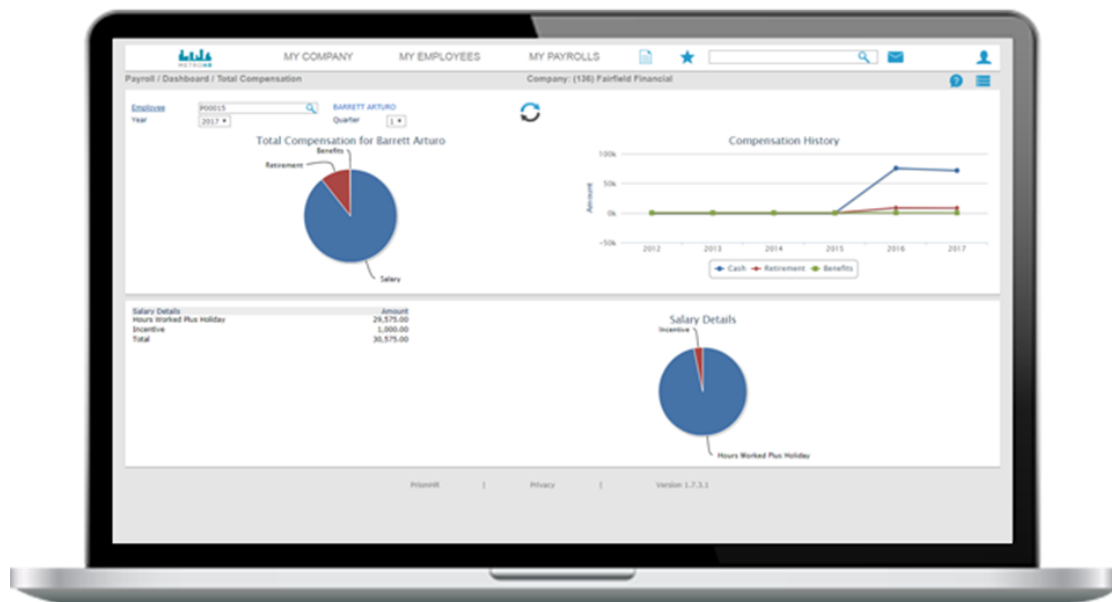 METROHR
MY COMPANY
MY EMPLOYEES
MY PAYROLLS
Payroll / Dashboard / Total Compensation
Company: (136) Fairfield Financial
?
Employee P00015 BARRETT ARTURO
Year 2017 Quarter 1
Total Compensation for Barrett Arturo
Benefits
Retirement
Salary
Compensation History
100k
50k
0k
-50k
Amount
2012 2013 2014 2015 2016 2017
Cash Retirement Benefits
Salary Details Amount
Hours Worked Plus Holiday 29,575.00
Incentive 1,000.00
Total 30,575.00
Salary Details
Incentive
Hours Worked Plus Holiday
PrismHR | Privacy | Version 1.7.3.1